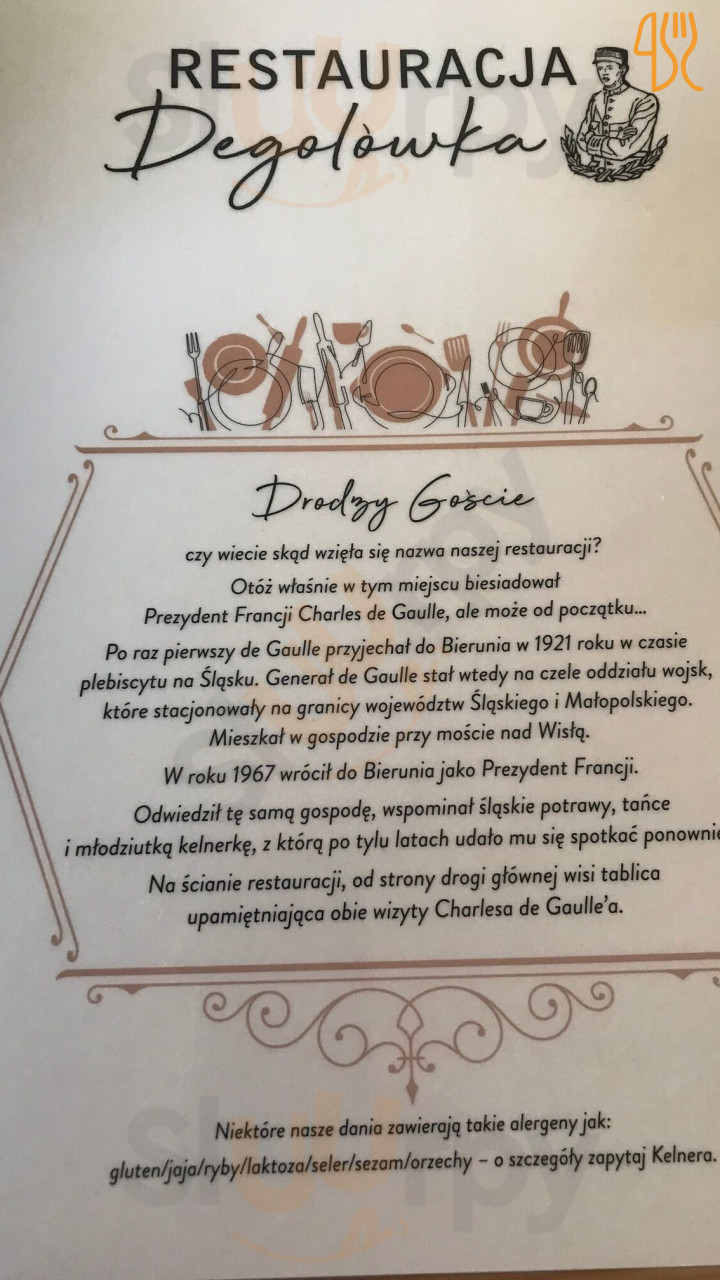 RESTAURACJA
Degolòwka
Drodzy Goście
czy wiecie skąd wzięła się nazwa naszej restauracji?
Otóż właśnie w tym miejscu biesiadował
Prezydent Francji Charles de Gaulle, ale może od początku...
Po raz pierwszy de Gaulle przyjechał do Bierunia w 1921 roku w czasie
plebiscytu na Śląsku. Generał de Gaulle stał wtedy na czele oddziału wojsk,
które stacjonowały na granicy województw Śląskiego i Małopolskiego.
Mieszkał w gospodzie przy moście nad Wisłą.
W roku 1967 wrócił do Bierunia jako Prezydent Francji.
Odwiedził tę samą gospodę, wspominał śląskie potrawy, tańce
i młodziutką kelnerkę, z którą po tylu latach udało mu się spotkać ponownie
Na ścianie restauracji, od strony drogi głównej wisi tablica
upamiętniająca obie wizyty Charlesa de Gaulle'a.
Niektóre nasze dania zawierają takie alergeny jak:
gluten/jaja/ryby/laktoza/seler/sezam/orzechy – o szczegóły zapytaj Kelnera.
Slurpy
Slurpy
Slurpy